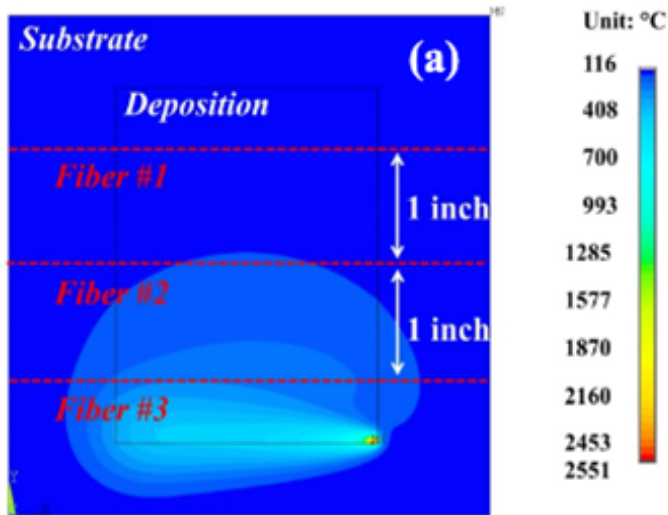 Substrate
(a)
Deposition
Fiber #1
1 inch
Fiber #2
1 inch
Fiber #3
Y
X
Unit: °C
116
408
700
993
1285
1577
1870
2160
2453
2551